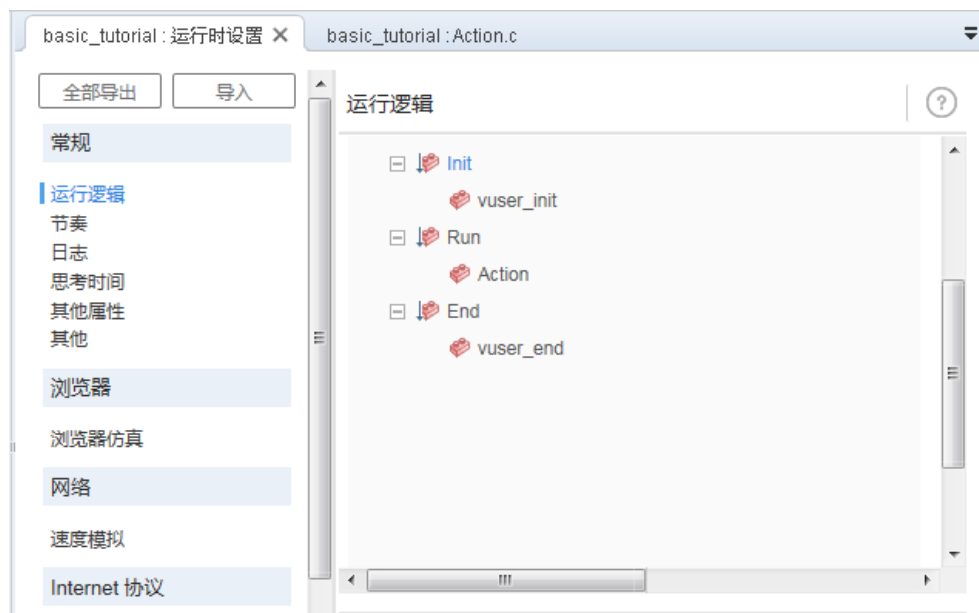 basic_tutorial : 运行时设置
basic_tutorial : Action.c
全部导出
导入
常规
运行逻辑
节奏
日志
思考时间
其他属性
其他
浏览器
浏览器仿真
网络
速度模拟
Internet 协议
运行逻辑
?
Init
vuser_init
Run
Action
End
vuser_end